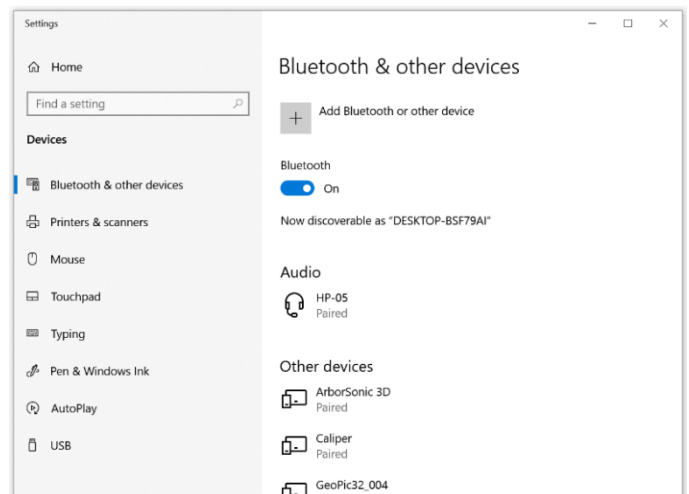 Settings
Home
Find a setting
Devices
Bluetooth & other devices
Printers & scanners
Mouse
Touchpad
Typing
Pen & Windows Ink
AutoPlay
USB
Bluetooth & other devices
Add Bluetooth or other device
Bluetooth
On
Now discoverable as "DESKTOP-BSF79AI"
Audio
HP-05
Paired
Other devices
ArborSonic 3D
Paired
Caliper
Paired
GeoPic32_004